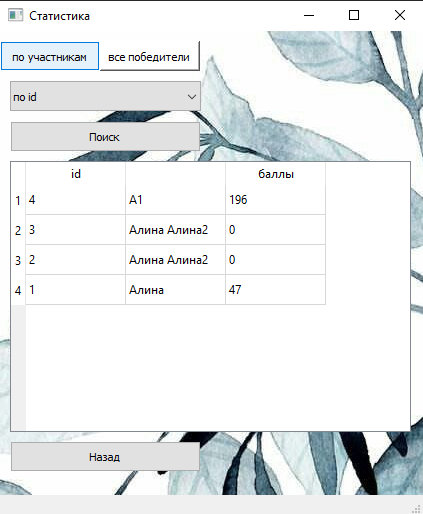 Статистика
по участникам все победители
по id
Поиск
id баллы
1 4 А1 196
2 3 Алина Алина2 0
3 2 Алина Алина2 0
4 1 Алина 47
Назад